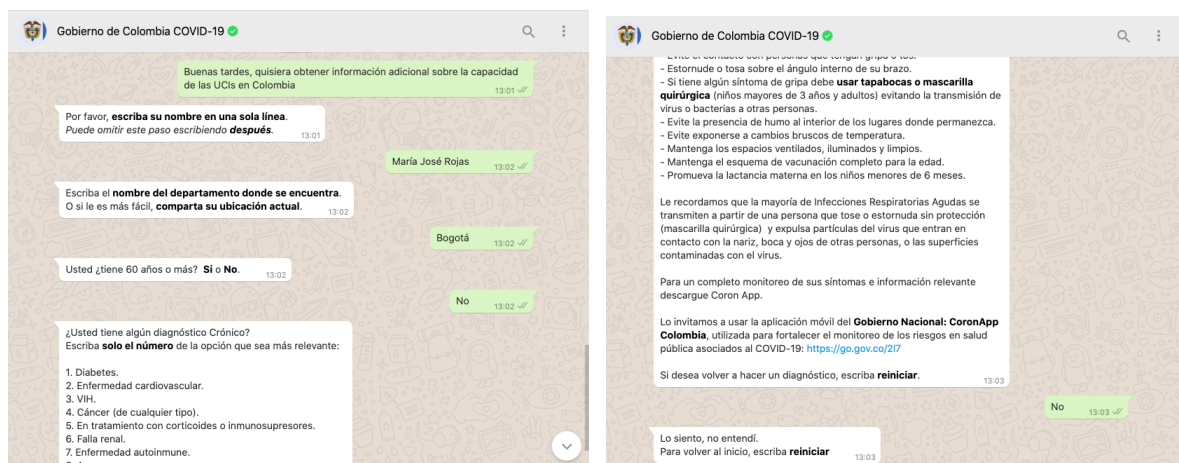 Gobierno de Colombia COVID-19
Buenas tardes, quisiera obtener información adicional sobre la capacidad
de las UCIs en Colombia
13:01
Por favor, escriba su nombre en una sola línea.
Puede omitir este paso escribiendo después.
13:01
María José Rojas
13:02
Escriba el nombre del departamento donde se encuentra.
O si le es más fácil, comparta su ubicación actual.
13:02
Bogotá
13:02
Usted ¿tiene 60 años o más? Si o No.
13:02
No
13:02
¿Usted tiene algún diagnóstico Crónico?
Escriba solo el número de la opción que sea más relevante:
1. Diabetes.
2. Enfermedad cardiovascular.
3. VIH.
4. Cáncer (de cualquier tipo).
5. En tratamiento con corticoides o inmunosupresores.
6. Falla renal.
7. Enfermedad autoinmune.
Gobierno de Colombia COVID-19
- Evite el contacto con personas que tengan gripa o tos.
- Estornude o tosa sobre el ángulo interno de su brazo.
- Si tiene algún síntoma de gripa debe usar tapabocas o mascarilla
quirúrgica (niños mayores de 3 años y adultos) evitando la transmisión de
virus o bacterias a otras personas.
- Evite la presencia de humo al interior de los lugares donde permanezca.
- Evite exponerse a cambios bruscos de temperatura.
- Mantenga los espacios ventilados, iluminados y limpios.
- Mantenga el esquema de vacunación completo para la edad.
- Promueva la lactancia materna en los niños menores de 6 meses.
Le recordamos que la mayoría de Infecciones Respiratorias Agudas se
transmiten a partir de una persona que tose o estornuda sin protección
(mascarilla quirúrgica) y expulsa partículas del virus que entran en
contacto con la nariz, boca y ojos de otras personas, o las superficies
contaminadas con el virus.
Para un completo monitoreo de sus síntomas e información relevante
descargue Coron App.
Lo invitamos a usar la aplicación móvil del Gobierno Nacional: CoronApp
Colombia, utilizada para fortalecer el monitoreo de los riesgos en salud
pública asociados al COVID-19: https://go.gov.co/2l7
Si desea volver a hacer un diagnóstico, escriba reiniciar.
13:03
No
13:03
Lo siento, no entendí.
Para volver al inicio, escriba reiniciar
13:03